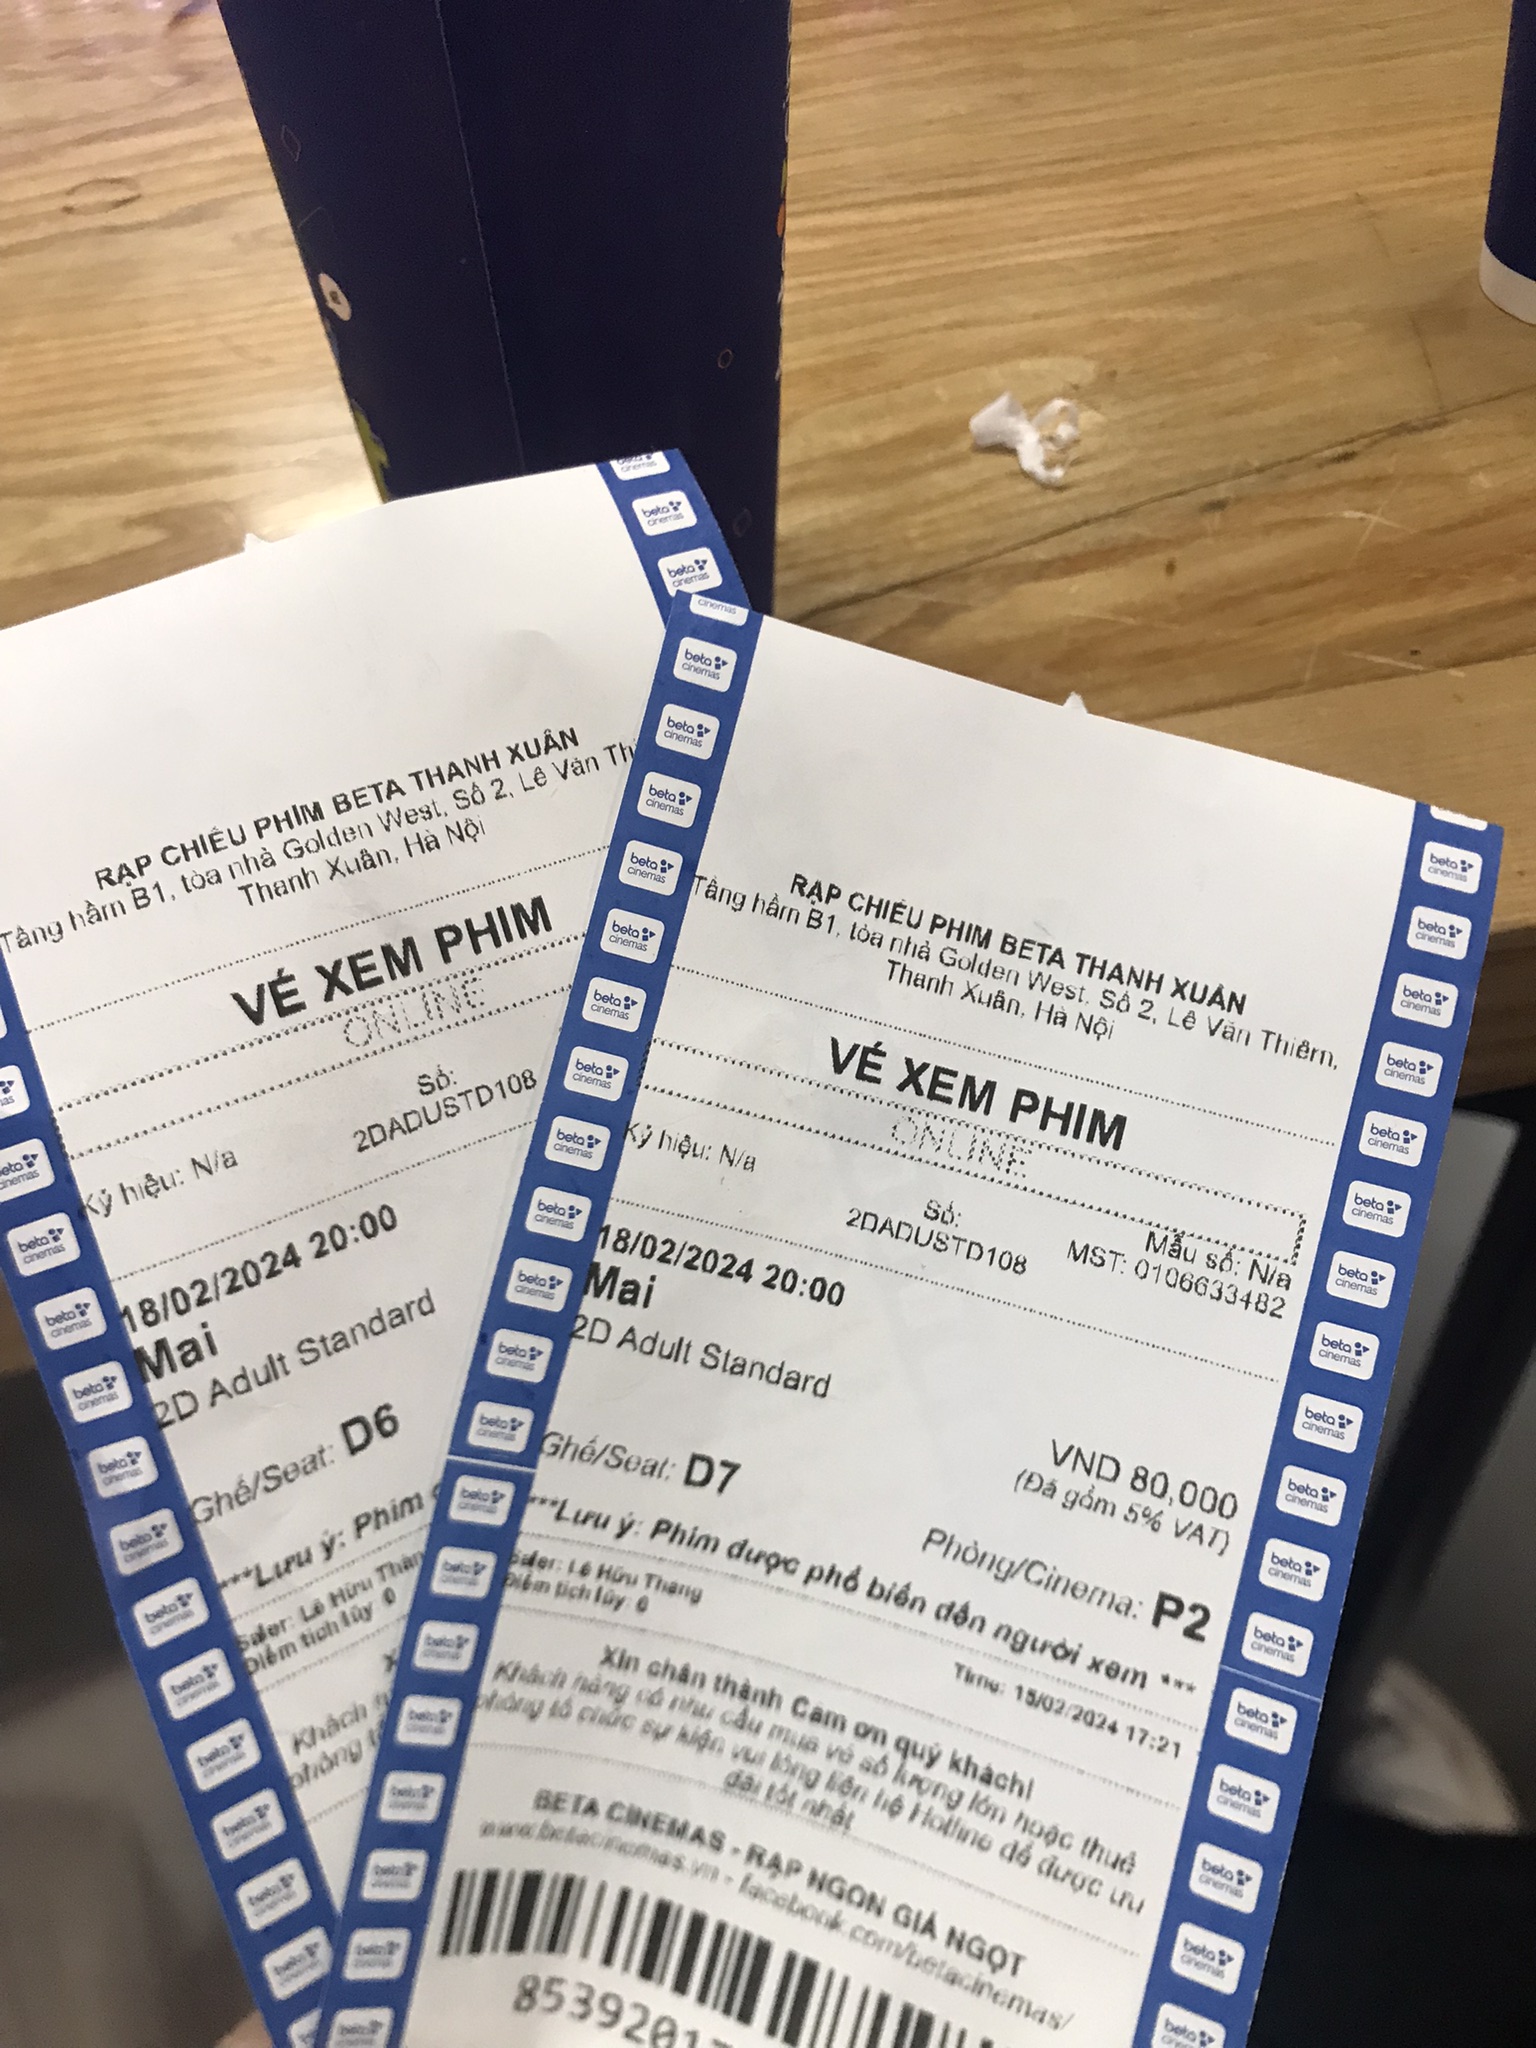 RẠP CHIẾU PHIM BETA THANH XUÂN
Tầng hầm B1, tòa nhà Golden West, Số 2, Lê Văn Th
Thanh Xuân, Hà Nội
VÉ XEM PHIM
ONLINE
Ký hiệu: N/a
Số:
2DADUSTD108
18/02/2024 20:00
Mai
2D Adult Standard
Ghế/Seat: D6
***Lưu ý: Phim
Saler: Lê Hữu Thăn
Điểm tích lũy 0
Khách
phòng
RẠP CHIẾU PHIM BETA THANH XUÂN
Tầng hầm B1, tòa nhà Golden West, Số 2, Lê Văn Thiêm,
Thanh Xuân, Hà Nội
VÉ XEM PHIM
ONLINE
Mẫu số: N/a
Ký hiệu: N/a
Số:
2DADUSTD108
MST: 0106633482
18/02/2024 20:00
Mai
2D Adult Standard
VND 80,000
(Đã gồm 5% VAT)
Ghế/Seat: D7
Phòng/Cinema: P2
***Lưu ý: Phim được phổ biến đến người xem ***
Saler: Lê Hữu Thắng
Điểm tích lũy 0
Time: 15/02/2024 17:21
Xin chân thành Cảm ơn quý khách!
Khách hàng có nhu cầu mua vé số lượng lớn hoặc thuê
phòng tổ chức sự kiện vui lòng liên hệ Hotline để được ưu
đãi tốt nhất
BETA CINEMAS - RẠP NGON GIÁ NGỌT
www.betacinemas.vn - facebook.com/betacinemas/
8539201
beta cinemas